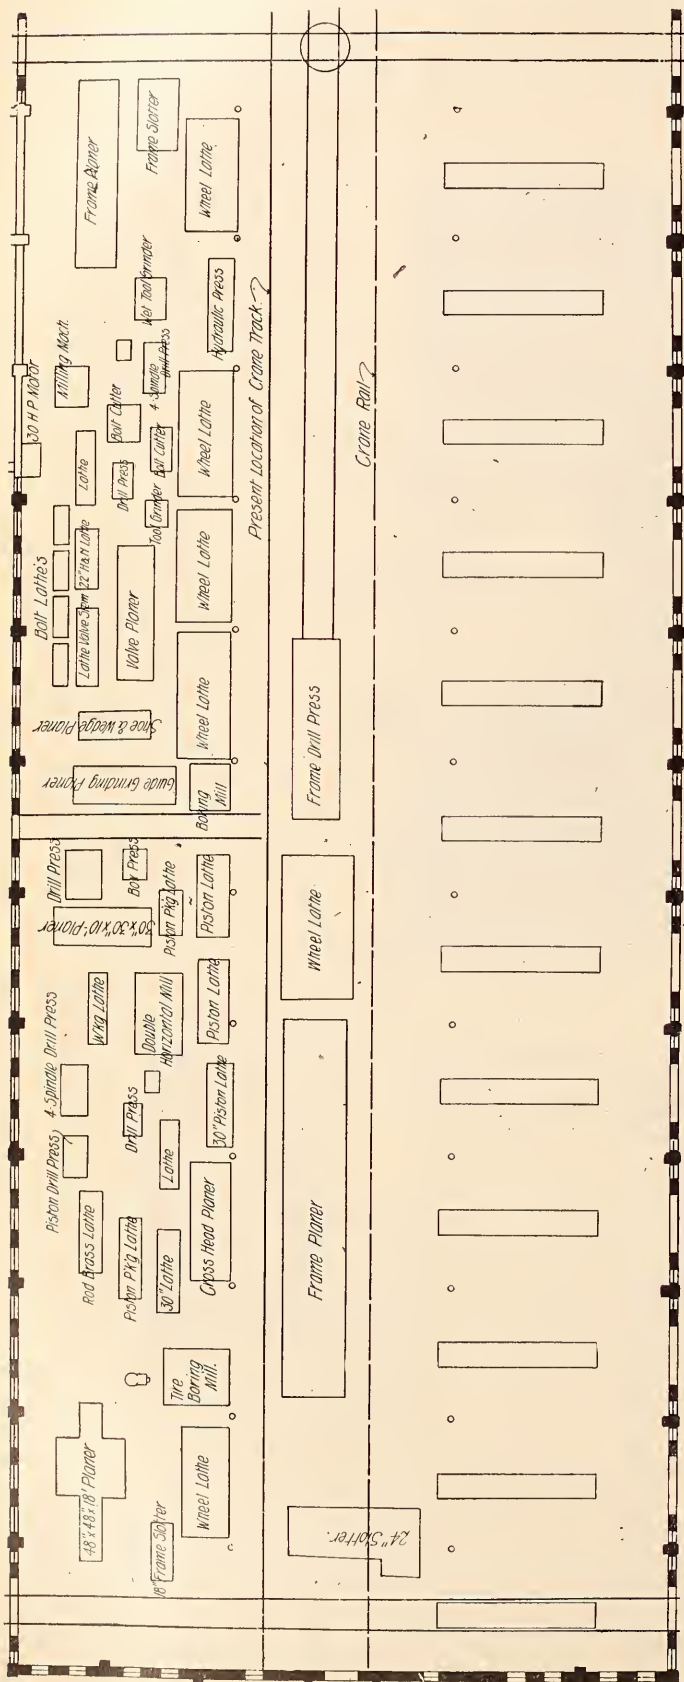 Frame Planer
Frame Slotter
Wheel Lathe
Wet Tool Grinder
Hydraulic Press
30 H P Motor
Milling Mach.
4-Spindle
Drill Press
Bolt Cutter
Bolt Cutter
Wheel Lathe
Present Location of Crane Track.
Crane Rail
Lathe
Drill Press
Tool Grinder
Bolt Lathe's
22" H&N Lathe
Lathe Valve Stem
Valve Planer
Wheel Lathe
Wheel Lathe
Shoe & Wedge Planer
Guide Grinding Planer
Boring
Mill
Frame Drill Press
Drill Press
Box Press
30"x30"x10' Planer
Piston Pkg Lathe
Piston Lathe
Wheel Lathe
W'kg Lathe
Double
Horizontal Mill
Piston Lathe
4-Spindle Drill Press
Drill Press
30" Piston Lathe
Piston Drill Press
Lathe
Rod Brass Lathe
Piston P'k'g Lathe
30" Lathe
Cross Head Planer
Frame Planer
Tire
Boring
Mill.
48"x48"x18' Planer
Wheel Lathe
18" Frame Slotter
24" Slotter.